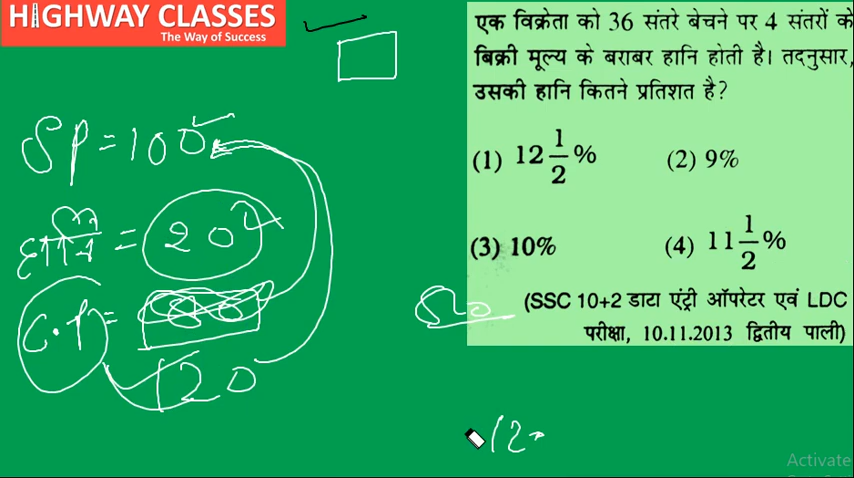 HIGHWAY CLASSES
The Way of Success
एक विक्रेता को 36 संतरे बेचने पर 4 संतरों के
बिक्री मूल्य के बराबर हानि होती है। तदनुसार,
उसकी हानि कितने प्रतिशत है?
(1) 12 1/2 % (2) 9%
(3) 10% (4) 11 1/2 %
(SSC 10+2 डाटा एंट्री ऑपरेटर एवं LDC
परीक्षा, 10.11.2013 द्वितीय पाली)
SP = 100
= 20
C.P =
120
Activate